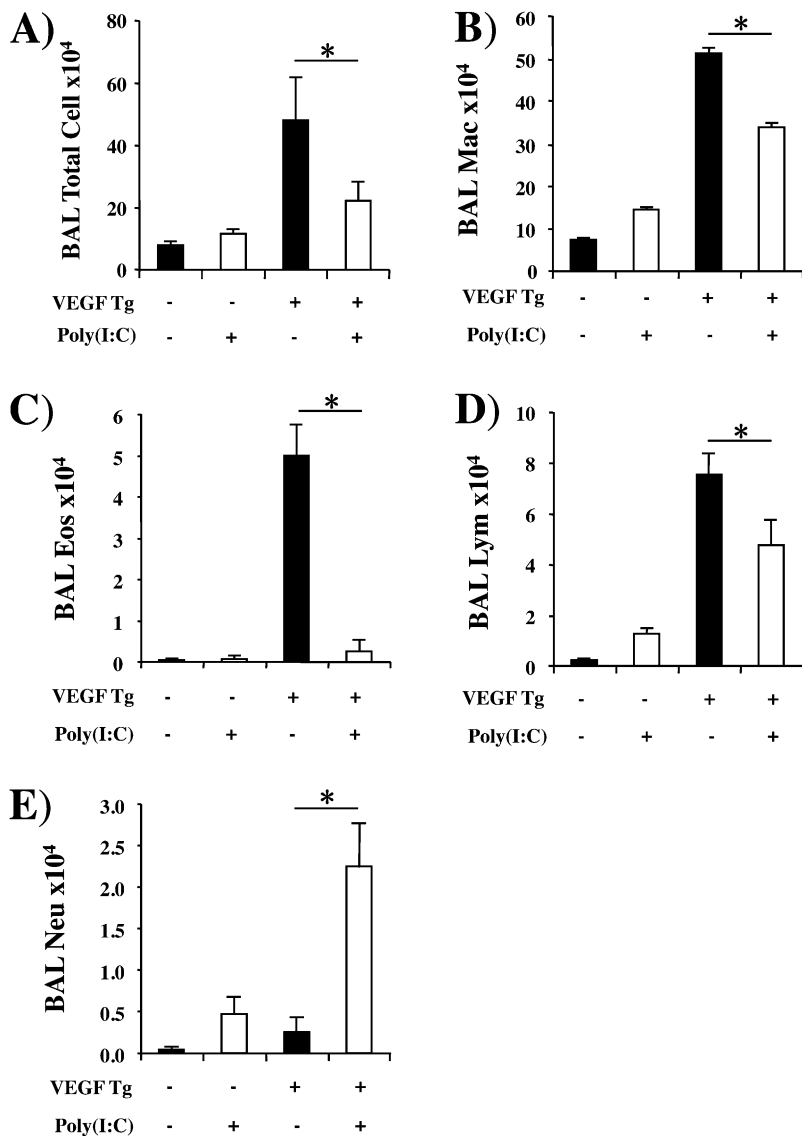 A)
BAL Total Cell x10⁴
80
60
40
20
0
*
VEGF Tg - - + +
Poly(I:C) - + - +
B)
BAL Mac x10⁴
60
50
40
30
20
10
0
*
VEGF Tg - - + +
Poly(I:C) - + - +
C)
BAL Eos x10⁴
6
5
4
3
2
1
0
*
VEGF Tg - - + +
Poly(I:C) - + - +
D)
BAL Lym x10⁴
10
8
6
4
2
0
*
VEGF Tg - - + +
Poly(I:C) - + - +
E)
BAL Neu x10⁴
3.0
2.5
2.0
1.5
1.0
0.5
0.0
*
VEGF Tg - - + +
Poly(I:C) - + - +